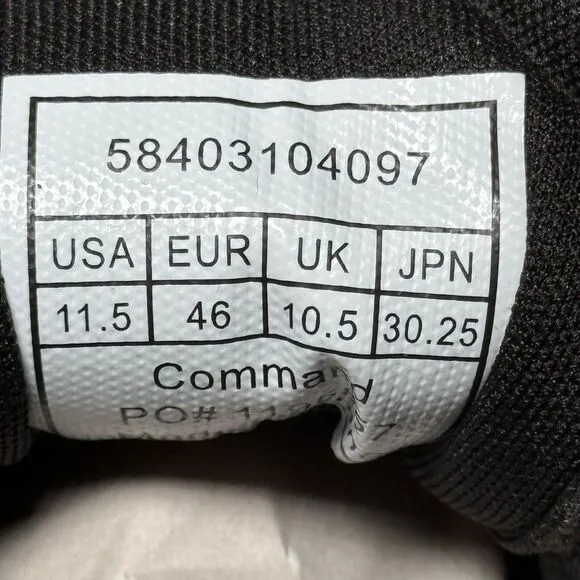 58403104097
USA EUR UK JPN
11.5 46 10.5 30.25
Command
PO#